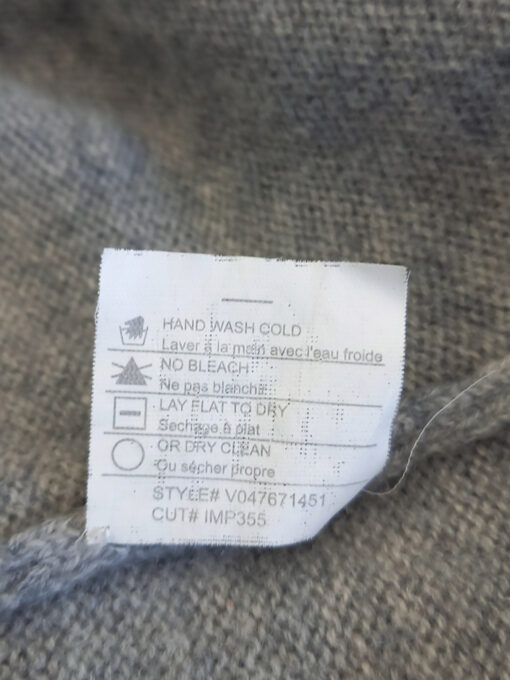 HAND WASH COLD
Laver à la main avec l'eau froide
NO BLEACH
Ne pas blanchir
LAY FLAT TO DRY
Sechage à plat
OR DRY CLEAN
Ou sécher propre
STYLE# V047671451
CUT# IMP355